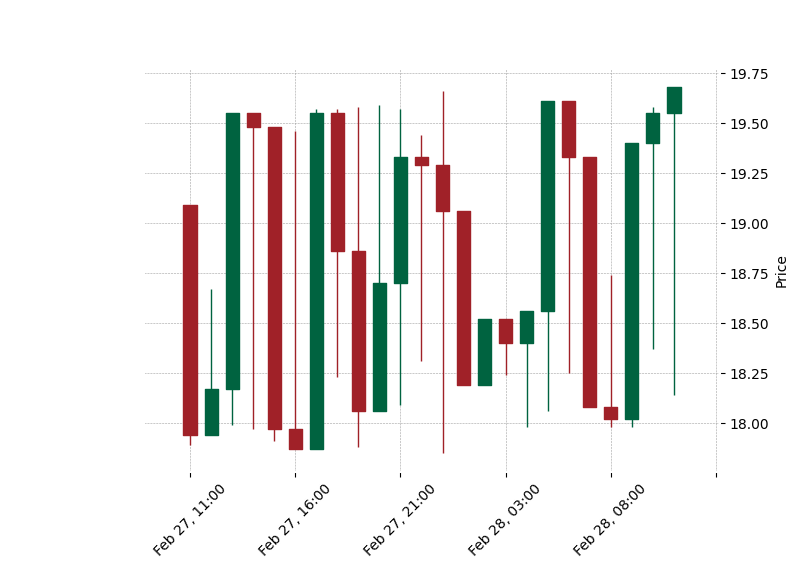 19.75
19.50
19.25
19.00
18.75
18.50
18.25
18.00
Price
Feb 27, 11:00
Feb 27, 16:00
Feb 27, 21:00
Feb 28, 03:00
Feb 28, 08:00